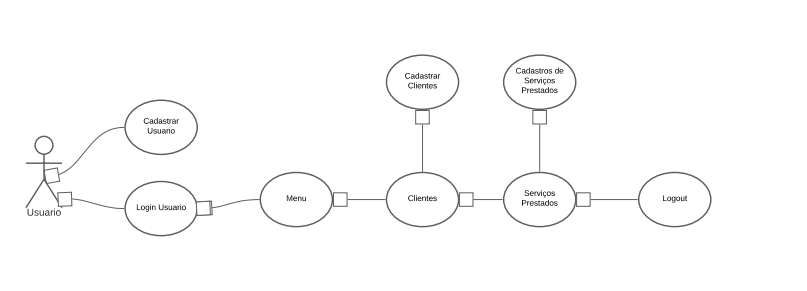 Cadastrar
Clientes
Cadastros de
Serviços
Prestados
Cadastrar
Usuario
Usuario
Login Usuario
Menu
Clientes
Serviços
Prestados
Logout